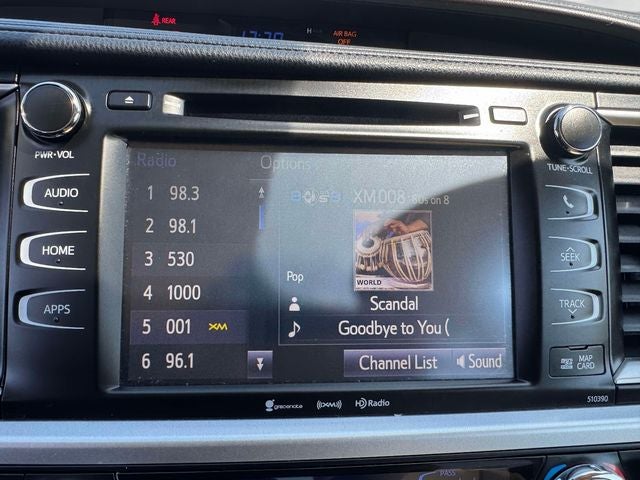 REAR
H
AIR BAG
OFF
PWR•VOL
AUDIO
HOME
APPS
Radio
Options
1 98.3
2 98.1
3 530
4 1000
5 001 XM
6 96.1
XM008 80s on 8
WORLD
Pop
Scandal
Goodbye to You (
Channel List
Sound
TUNE•SCROLL
SEEK
TRACK
MAP
CARD
gracenote
((XM))
HD Radio
510390
PASS